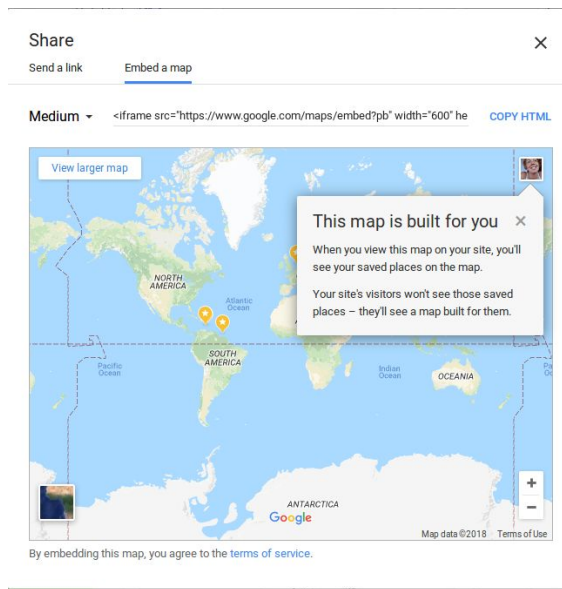 Share
Send a link
Embed a map
Medium
<iframe src="https://www.google.com/maps/embed?pb" width="600" he
COPY HTML
View larger map
This map is built for you
When you view this map on your site, you'll
see your saved places on the map.
Your site's visitors won't see those saved
places – they'll see a map built for them.
NORTH
AMERICA
Atlantic
Ocean
SOUTH
AMERICA
Pacific
Ocean
Indian
Ocean
OCEANIA
ANTARCTICA
Google
Map data ©2018
Terms of Use
By embedding this map, you agree to the terms of service.